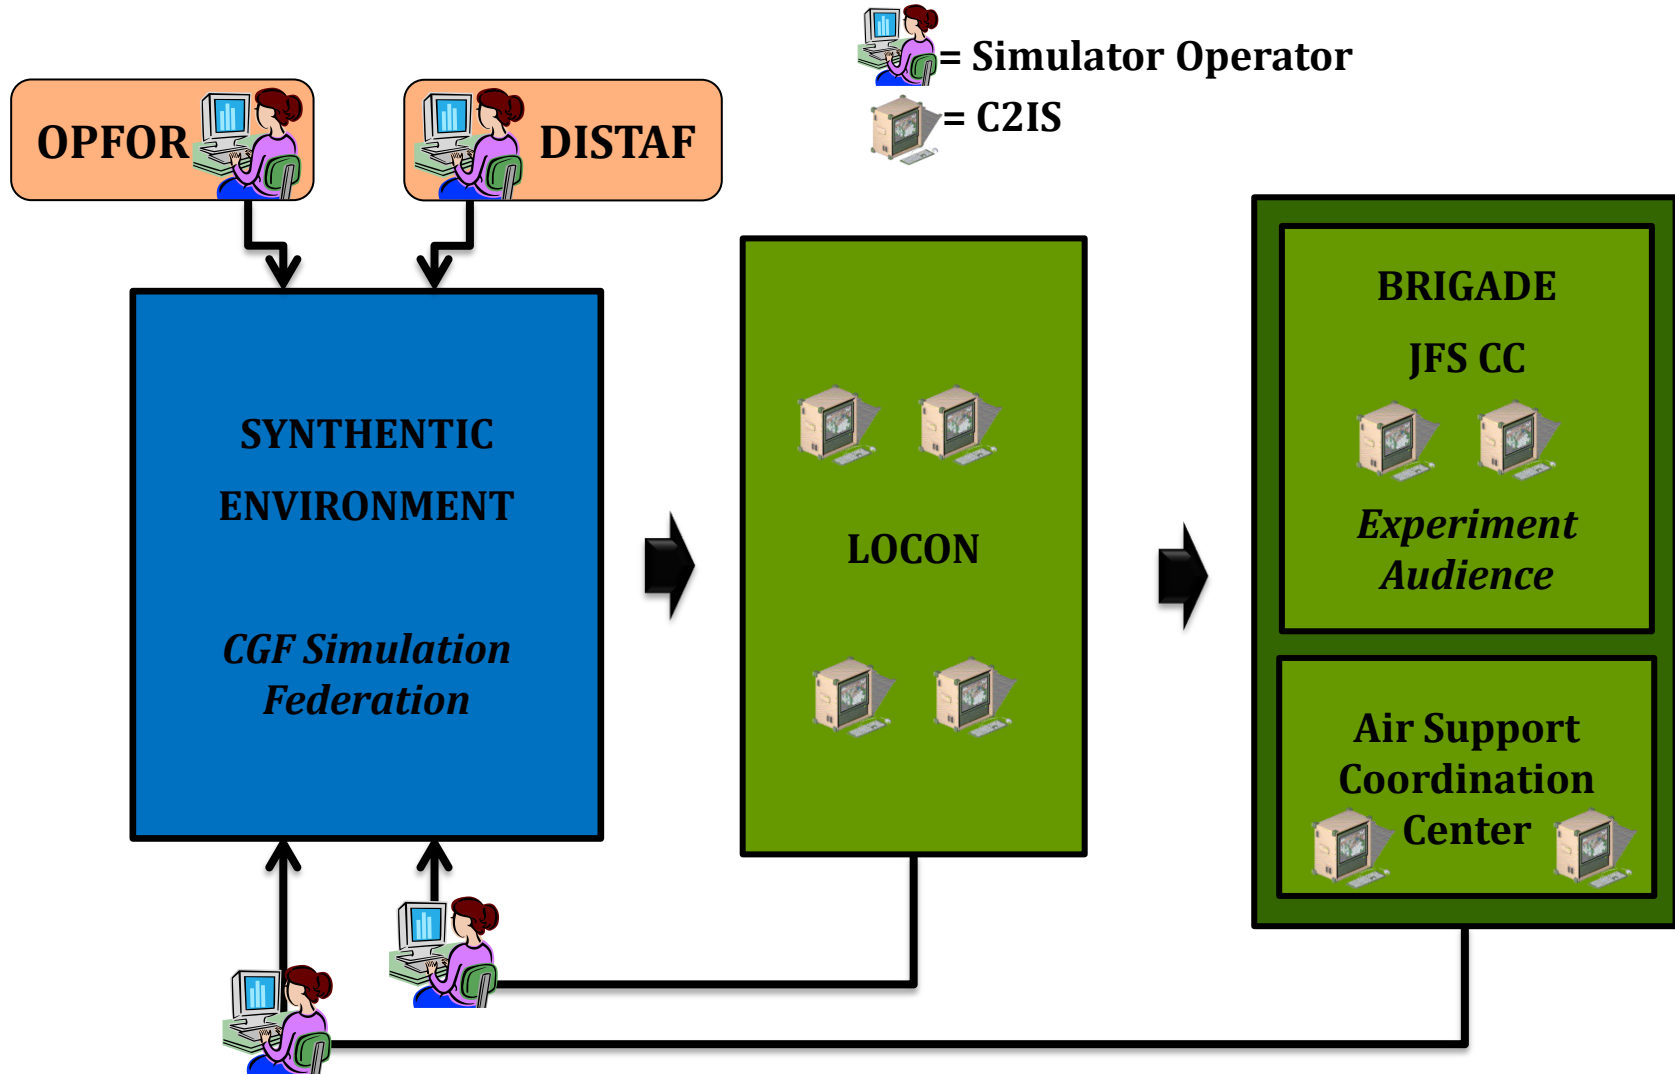 = Simulator Operator
= C2IS
OPFOR
DISTAF
SYNTHENTIC
ENVIRONMENT
CGF Simulation
Federation
LOCON
BRIGADE
JFS CC
Experiment
Audience
Air Support
Coordination
Center